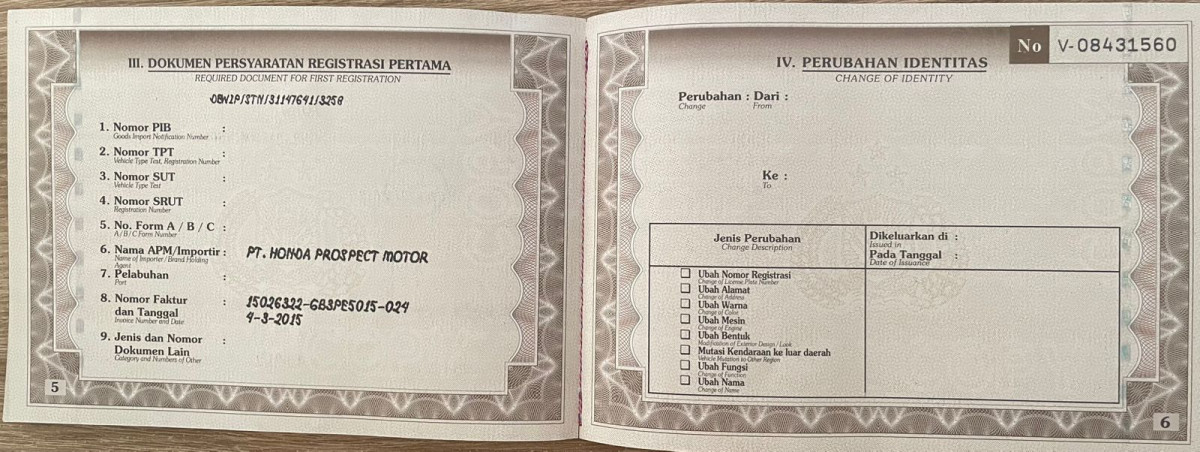 III. DOKUMEN PERSYARATAN REGISTRASI PERTAMA
REQUIRED DOCUMENT FOR FIRST REGISTRATION
1. Nomor PIB :
Goods Import Notification Number
2. Nomor TPT :
Vehicle Type Test, Registration Number
3. Nomor SUT :
Vehicle Type Test
4. Nomor SRUT :
Registration Number
5. No. Form A / B / C :
A/B/C Form Number
6. Nama APM/Importir : PT. HONDA PROSPECT MOTOR
Name of Importer/Brand Holding
Agent
7. Pelabuhan :
Port
8. Nomor Faktur : 15026322-GB3PE5015-024
dan Tanggal 4-3-2015
Invoice Number and Date
9. Jenis dan Nomor :
Dokumen Lain
Category and Numbers of Other
5
No V-08431560
IV. PERUBAHAN IDENTITAS
CHANGE OF IDENTITY
Perubahan : Dari :
Change From
Ke :
To
Jenis Perubahan
Change Description
Dikeluarkan di :
Issued in
Pada Tanggal :
Date of Issuance
Ubah Nomor Registrasi
Change of License Plate Number
Ubah Alamat
Change of Address
Ubah Warna
Change of Color
Ubah Mesin
Change of Engine
Ubah Bentuk
Modification of Exterior Design / Look
Mutasi Kendaraan ke luar daerah
Vehicle Mutation to Other Region
Ubah Fungsi
Change of Function
Ubah Nama
Change of Name
6